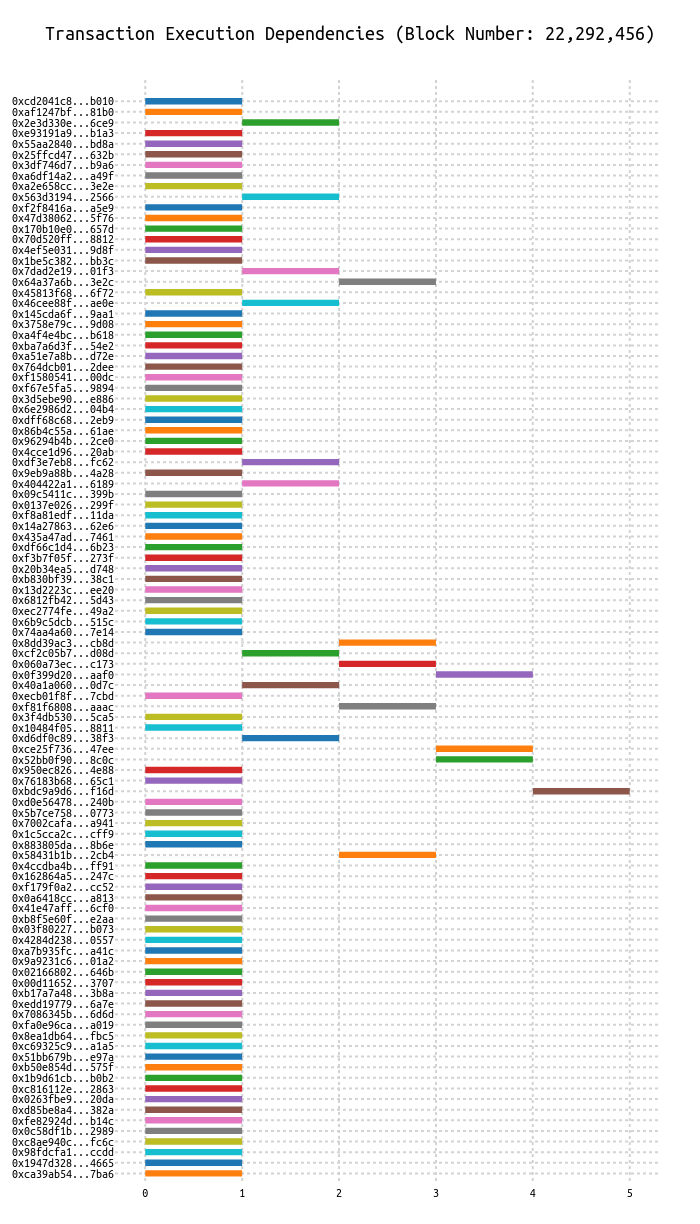 Transaction Execution Dependencies (Block Number: 22,292,456)
0xcd2041c8...b010
0xaf1247bf...81b0
0x2e3d330e...6ce9
0xe93191a9...b1a3
0x55aa2840...bd8a
0x25ffcd47...632b
0x3df746d7...b9a6
0xa6df14a2...a49f
0xa2e658cc...3e2e
0x563d3194...2566
0xf2f8416a...a5e9
0x47d38062...5f76
0x170b10e0...657d
0x70d520ff...8812
0x4ef5e031...9d8f
0x1be5c382...bb3c
0x7dad2e19...01f3
0x64a37a6b...3e2c
0x45813f68...6f72
0x46cee88f...ae0e
0x145cda6f...9aa1
0x3758e79c...9d08
0xa4f4e4bc...b618
0xba7a6d3f...54e2
0xa51e7a8b...d72e
0x764dcb01...2dee
0xf1580541...00dc
0xf67e5fa5...9894
0x3d5ebe90...e886
0x6e2986d2...04b4
0xdff68c68...2eb9
0x86b4c55a...61ae
0x96294b4b...2ce0
0x4cce1d96...20ab
0xdf3e7eb8...fc62
0x9eb9a88b...4a28
0x404422a1...6189
0x09c5411c...399b
0x0137e026...299f
0xf8a81edf...11da
0x14a27863...62e6
0x435a47ad...7461
0xdf66c1d4...6b23
0xf3b7f05f...273f
0x20b34ea5...d748
0xb830bf39...38c1
0x13d2223c...ee20
0x6812fb42...5d43
0xec2774fe...49a2
0x6b9c5dcb...515c
0x74aa4a60...7e14
0x8dd39ac3...cb8d
0xcf2c05b7...d08d
0x060a73ec...c173
0x0f399d20...aaf0
0x40a1a060...0d7c
0xecb01f8f...7cbd
0xf81f6808...aaac
0x3f4db530...5ca5
0x10484f05...8811
0xd6df0c89...38f3
0xce25f736...47ee
0x52bb0f90...8c0c
0x950ec826...4e88
0x76183b68...65c1
0xbdc9a9d6...f16d
0xd0e56478...240b
0x5b7ce758...0773
0x7002cafa...a941
0x1c5cca2c...cff9
0x883805da...8b6e
0x58431b1b...2cb4
0x4ccdba4b...ff91
0x162864a5...247c
0xf179f0a2...cc52
0x0a6418cc...a813
0x41e47aff...6cf0
0xb8f5e60f...e2aa
0x03f80227...b073
0x4284d238...0557
0xa7b935fc...a41c
0x9a9231c6...01a2
0x02166802...646b
0x00d11652...3707
0xb17a7a48...3b8a
0xedd19779...6a7e
0x7086345b...6d6d
0xfa0e96ca...a019
0x8ea1db64...fbc5
0xc69325c9...a1a5
0x51bb679b...e97a
0xb50e854d...575f
0x1b9d61cb...b0b2
0xc816112e...2863
0x0263fbe9...20da
0xd85be8a4...382a
0xfe82924d...b14c
0x0c58df1b...2989
0xc8ae940c...fc6c
0x98fdcfa1...ccdd
0x1947d328...4665
0xca39ab54...7ba6
0 1 2 3 4 5